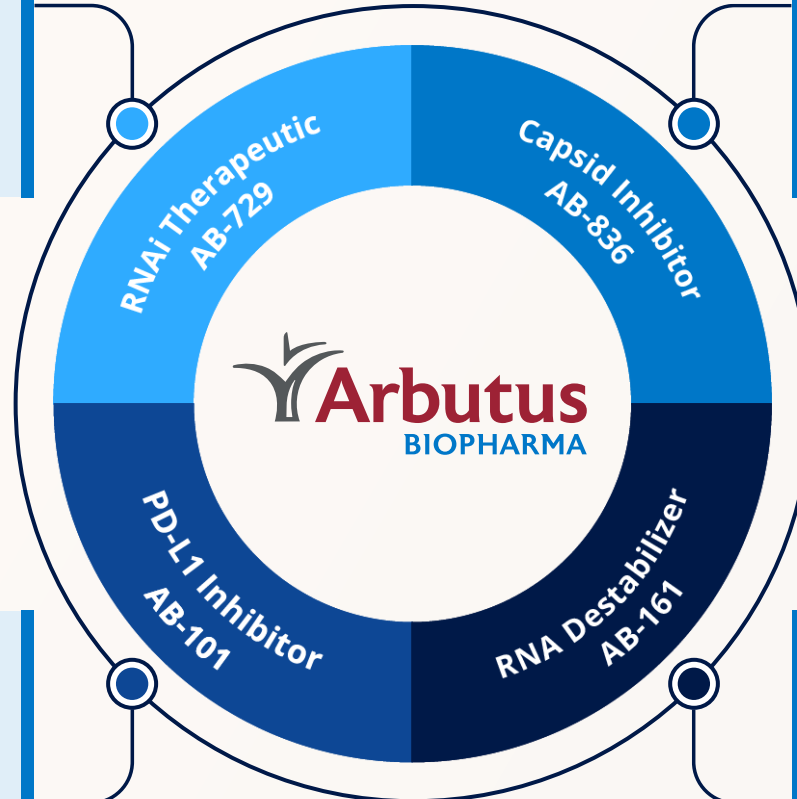 RNAi Therapeutic
AB-729
Capsid Inhibitor
AB-836
Arbutus
BIOPHARMA
PD-L1 Inhibitor
AB-101
RNA Destabilizer
AB-161